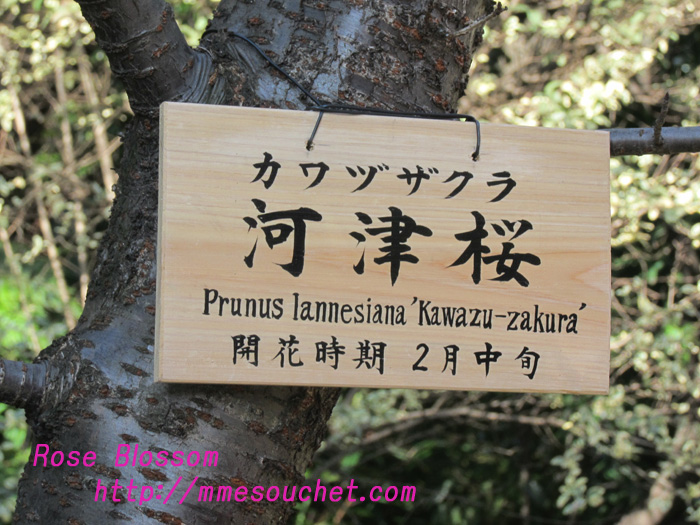 カワヅザクラ
河津桜
Prunus lannesiana'Kawazu-zakura'
開花時期 2月中旬
Rose Blossom
http://mmesouchet.com